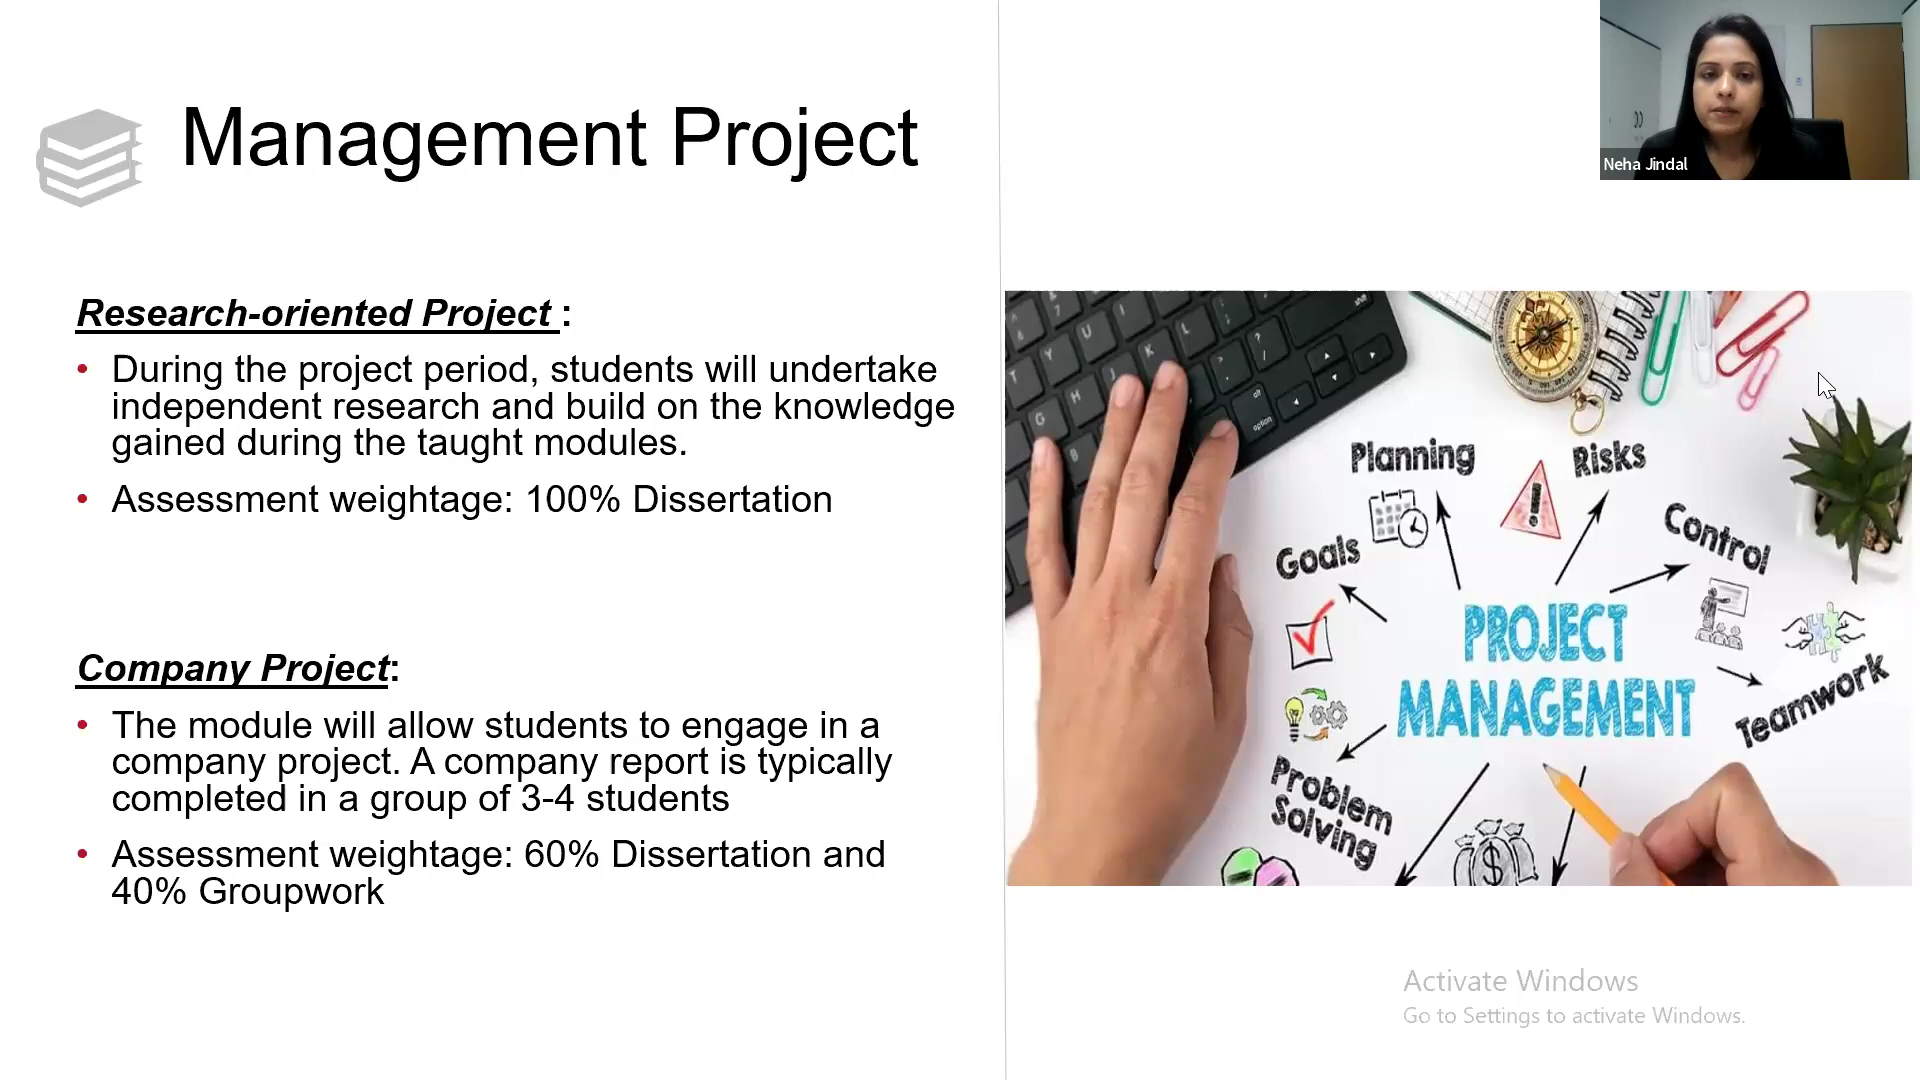 Management Project
Neha Jindal
Research-oriented Project :
• During the project period, students will undertake
independent research and build on the knowledge
gained during the taught modules.
• Assessment weightage: 100% Dissertation
Company Project:
• The module will allow students to engage in a
company project. A company report is typically
completed in a group of 3-4 students
• Assessment weightage: 60% Dissertation and
40% Groupwork
Planning
Risks
Control
Goals
PROJECT
MANAGEMENT
Teamwork
Problem
Solving
Activate Windows
Go to Settings to activate Windows.